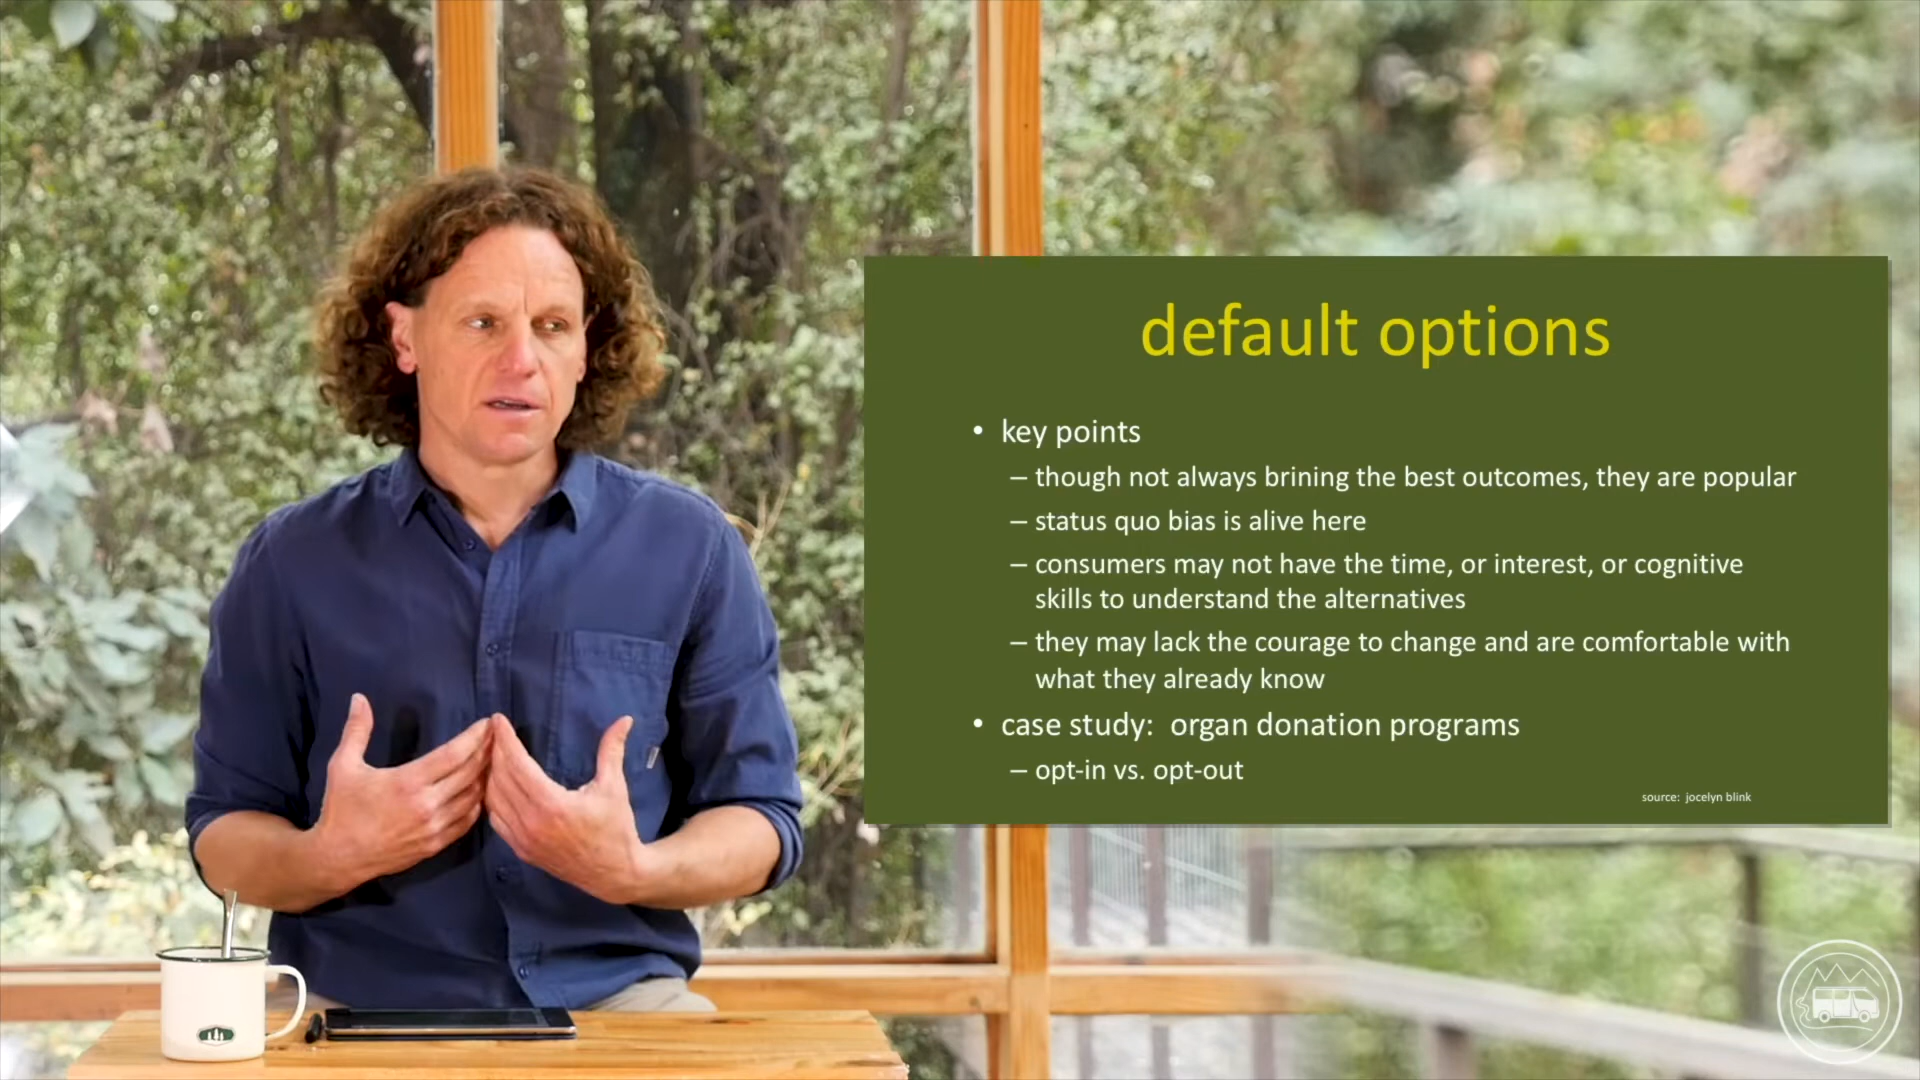 default options
• key points
– though not always brining the best outcomes, they are popular
– status quo bias is alive here
– consumers may not have the time, or interest, or cognitive
skills to understand the alternatives
– they may lack the courage to change and are comfortable with
what they already know
• case study:  organ donation programs
– opt-in vs. opt-out
source:  jocelyn blink